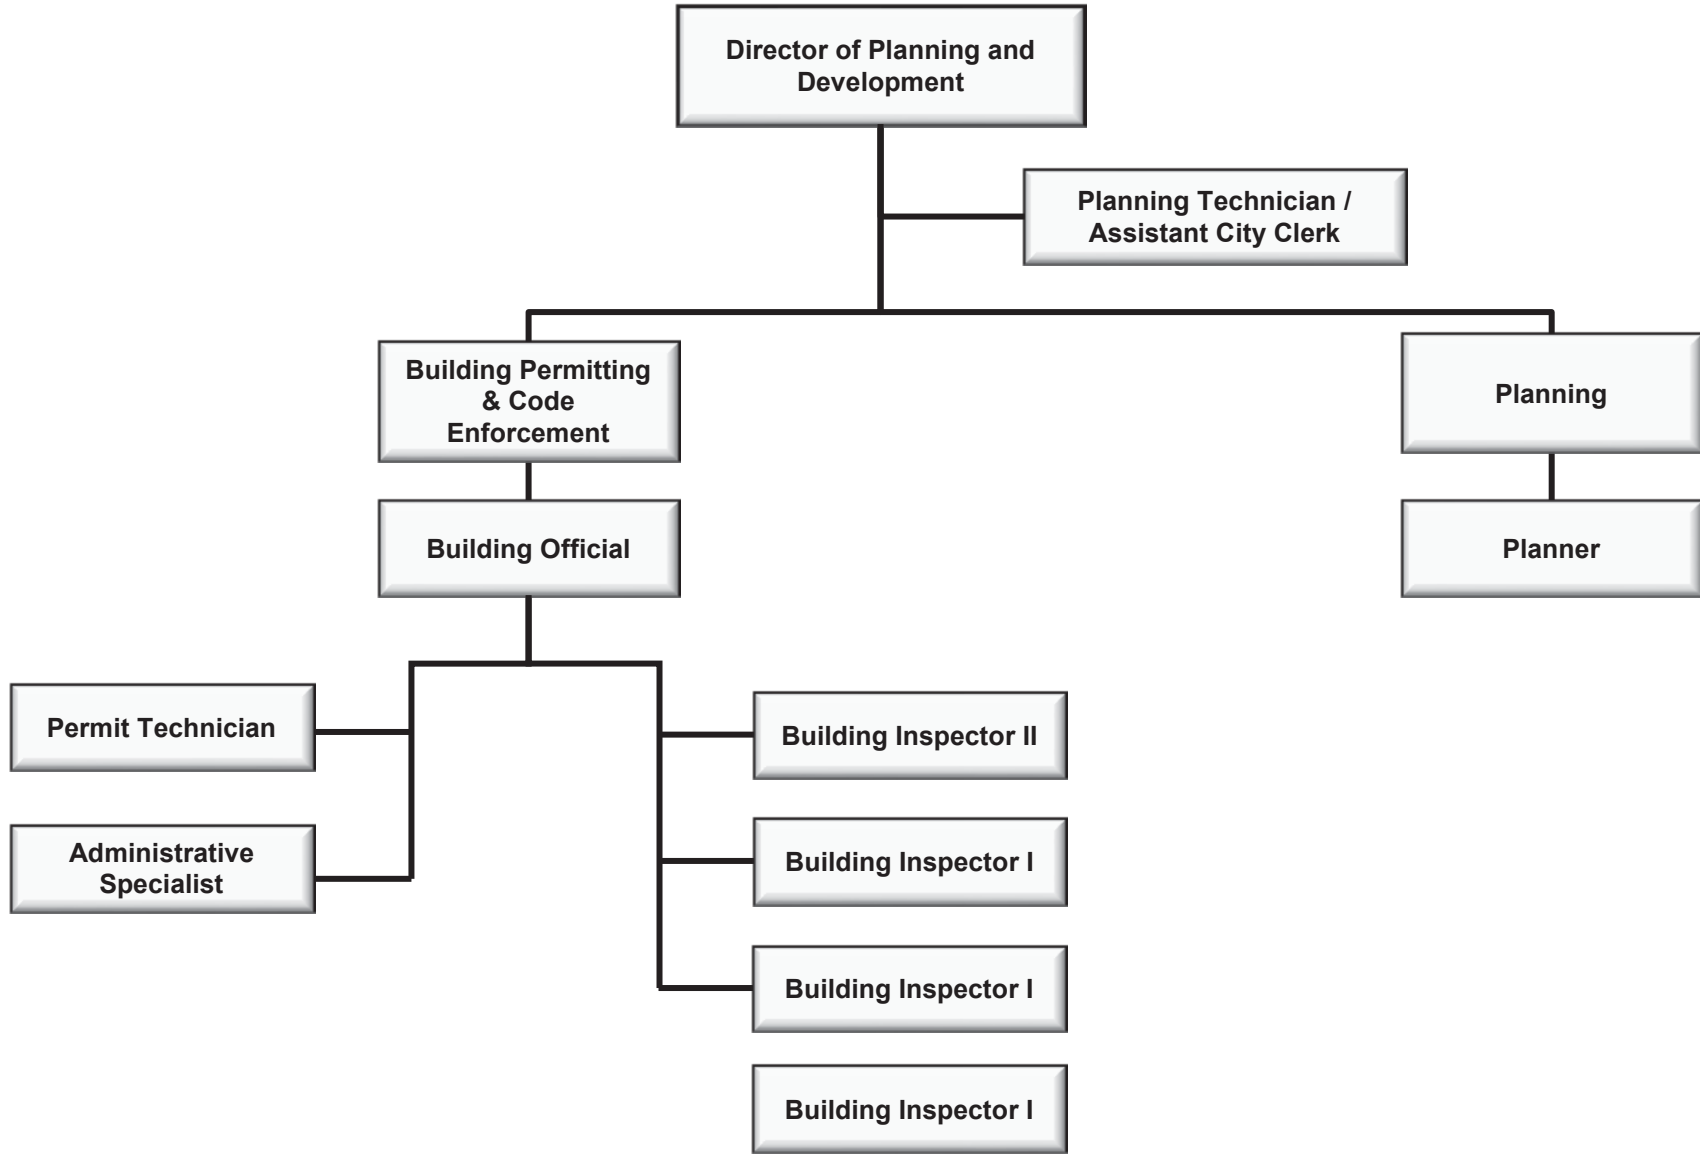 Director of Planning and
Development
Planning Technician /
Assistant City Clerk
Building Permitting
& Code
Enforcement
Planning
Building Official
Planner
Permit Technician
Building Inspector II
Administrative
Specialist
Building Inspector I
Building Inspector I
Building Inspector I